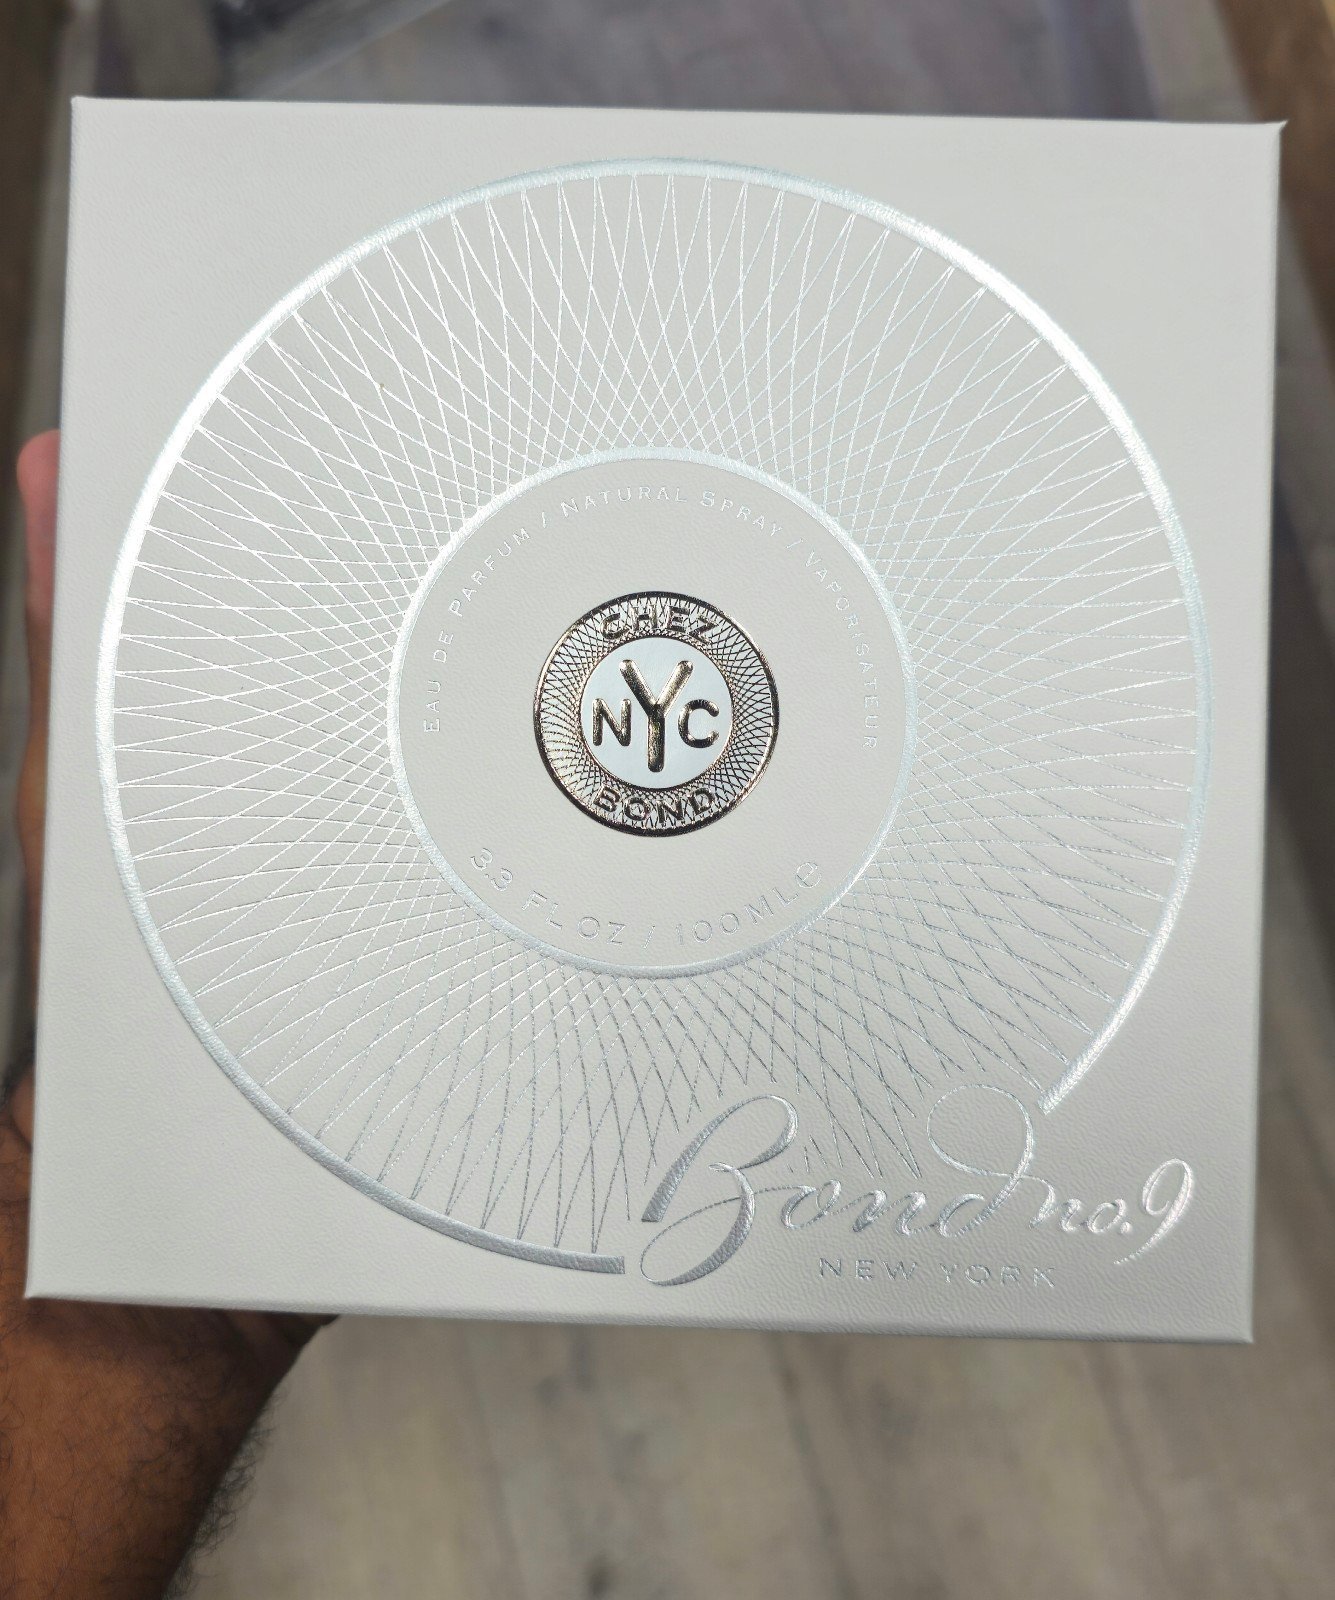 Eau de Parfum / Natural Spray / Vaporisateur
CHEZ
NYC
BOND
3.3 FL OZ / 100ML e
Bond no.9
NEW YORK